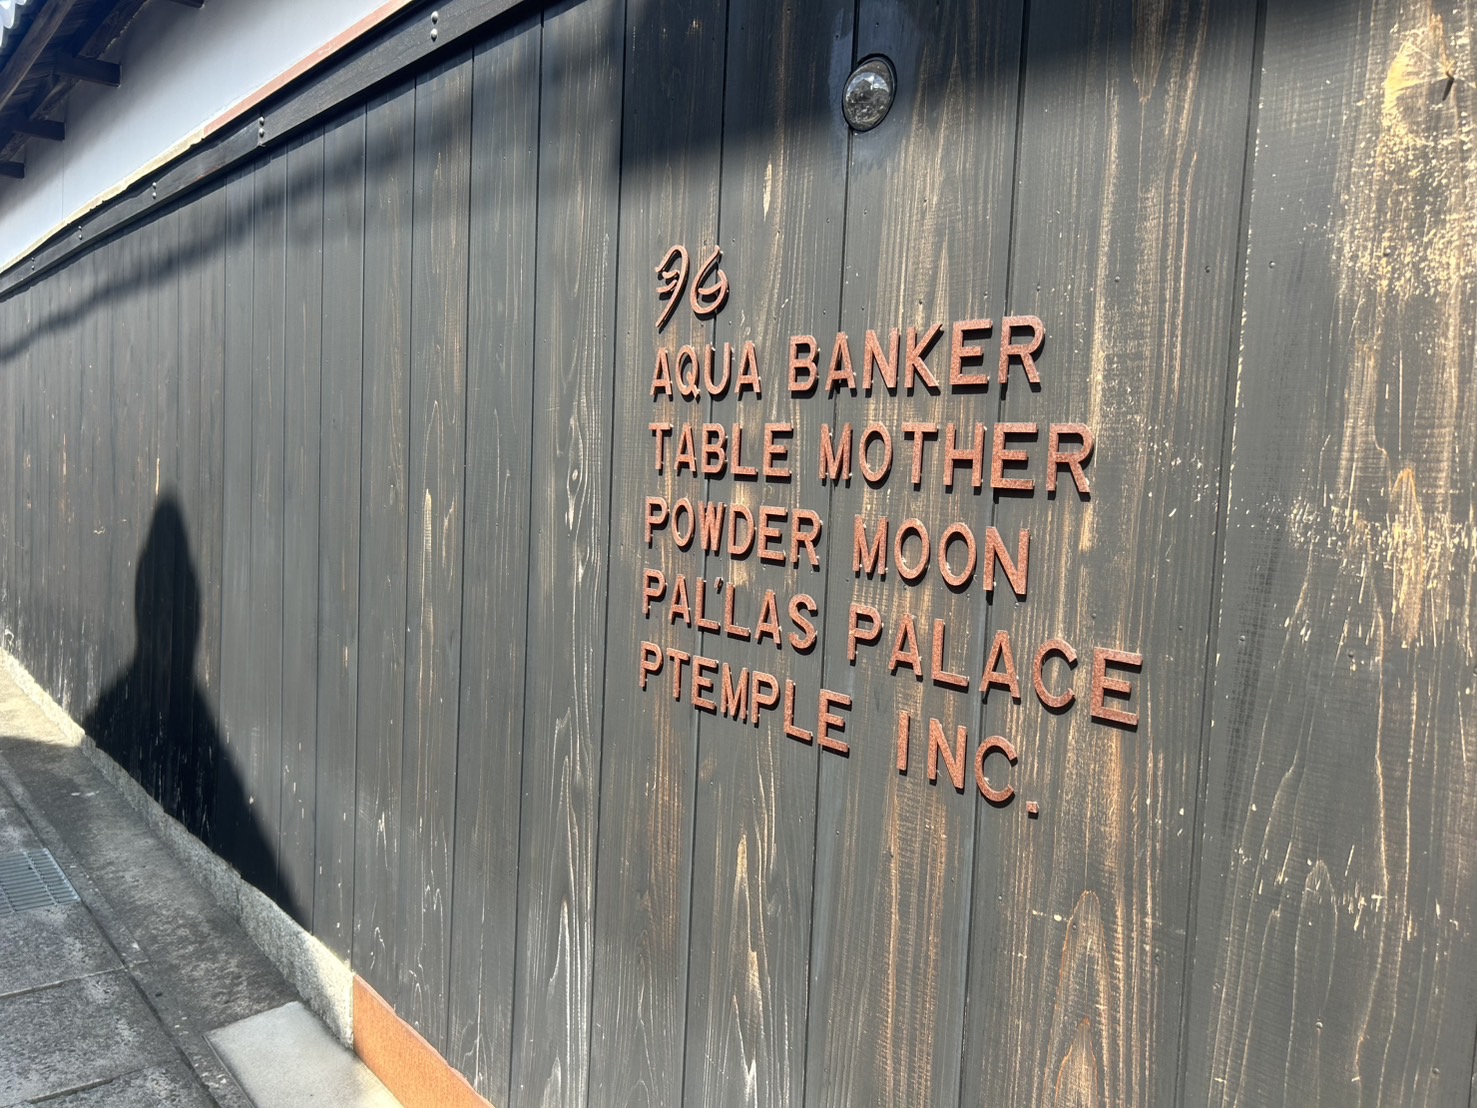 96
AQUA BANKER
TABLE MOTHER
POWDER MOON
PAL'LAS PALACE
PTEMPLE INC.